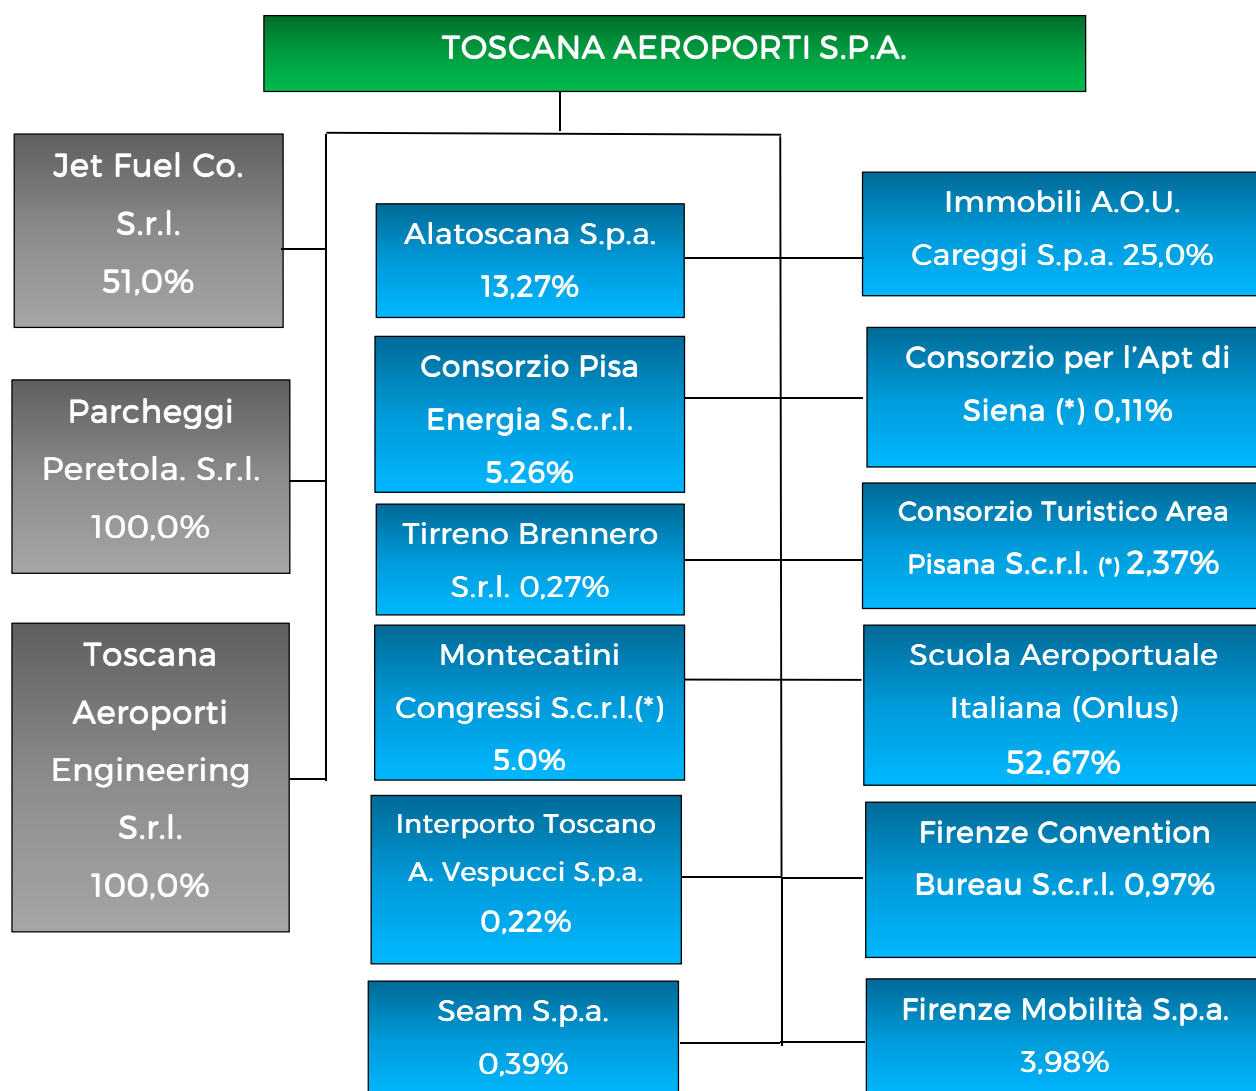 TOSCANA AEROPORTI S.P.A.
Jet Fuel Co.
S.r.l.
51,0%
Parcheggi
Peretola. S.r.l.
100,0%
Toscana
Aeroporti
Engineering
S.r.l.
100,0%
Alatoscana S.p.a.
13,27%
Consorzio Pisa
Energia S.c.r.l.
5.26%
Tirreno Brennero
S.r.l. 0,27%
Montecatini
Congressi S.c.r.l.(*)
5.0%
Interporto Toscano
A. Vespucci S.p.a.
0,22%
Seam S.p.a.
0,39%
Immobili A.O.U.
Careggi S.p.a. 25,0%
Consorzio per l’Apt di
Siena (*) 0,11%
Consorzio Turistico Area
Pisana S.c.r.l. (*) 2,37%
Scuola Aeroportuale
Italiana (Onlus)
52,67%
Firenze Convention
Bureau S.c.r.l. 0,97%
Firenze Mobilità S.p.a.
3,98%